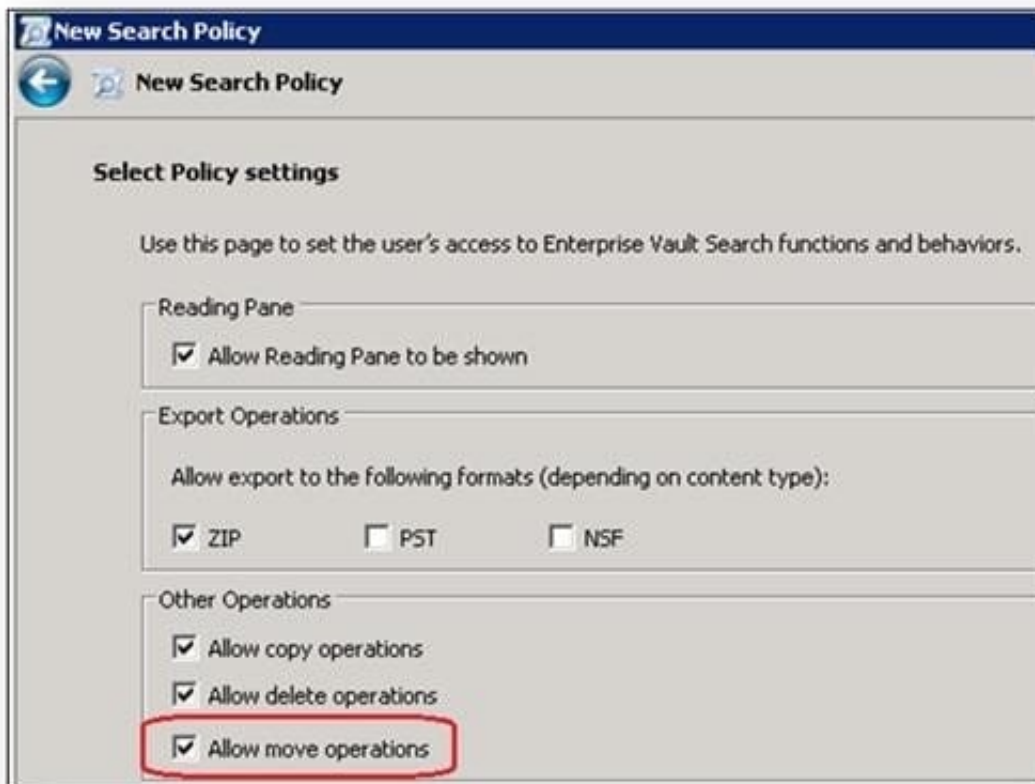 New Search Policy
New Search Policy
Select Policy settings
Use this page to set the user's access to Enterprise Vault Search functions and behaviors.
Reading Pane
Allow Reading Pane to be shown
Export Operations
Allow export to the following formats (depending on content type):
ZIP PST NSF
Other Operations
Allow copy operations
Allow delete operations
Allow move operations